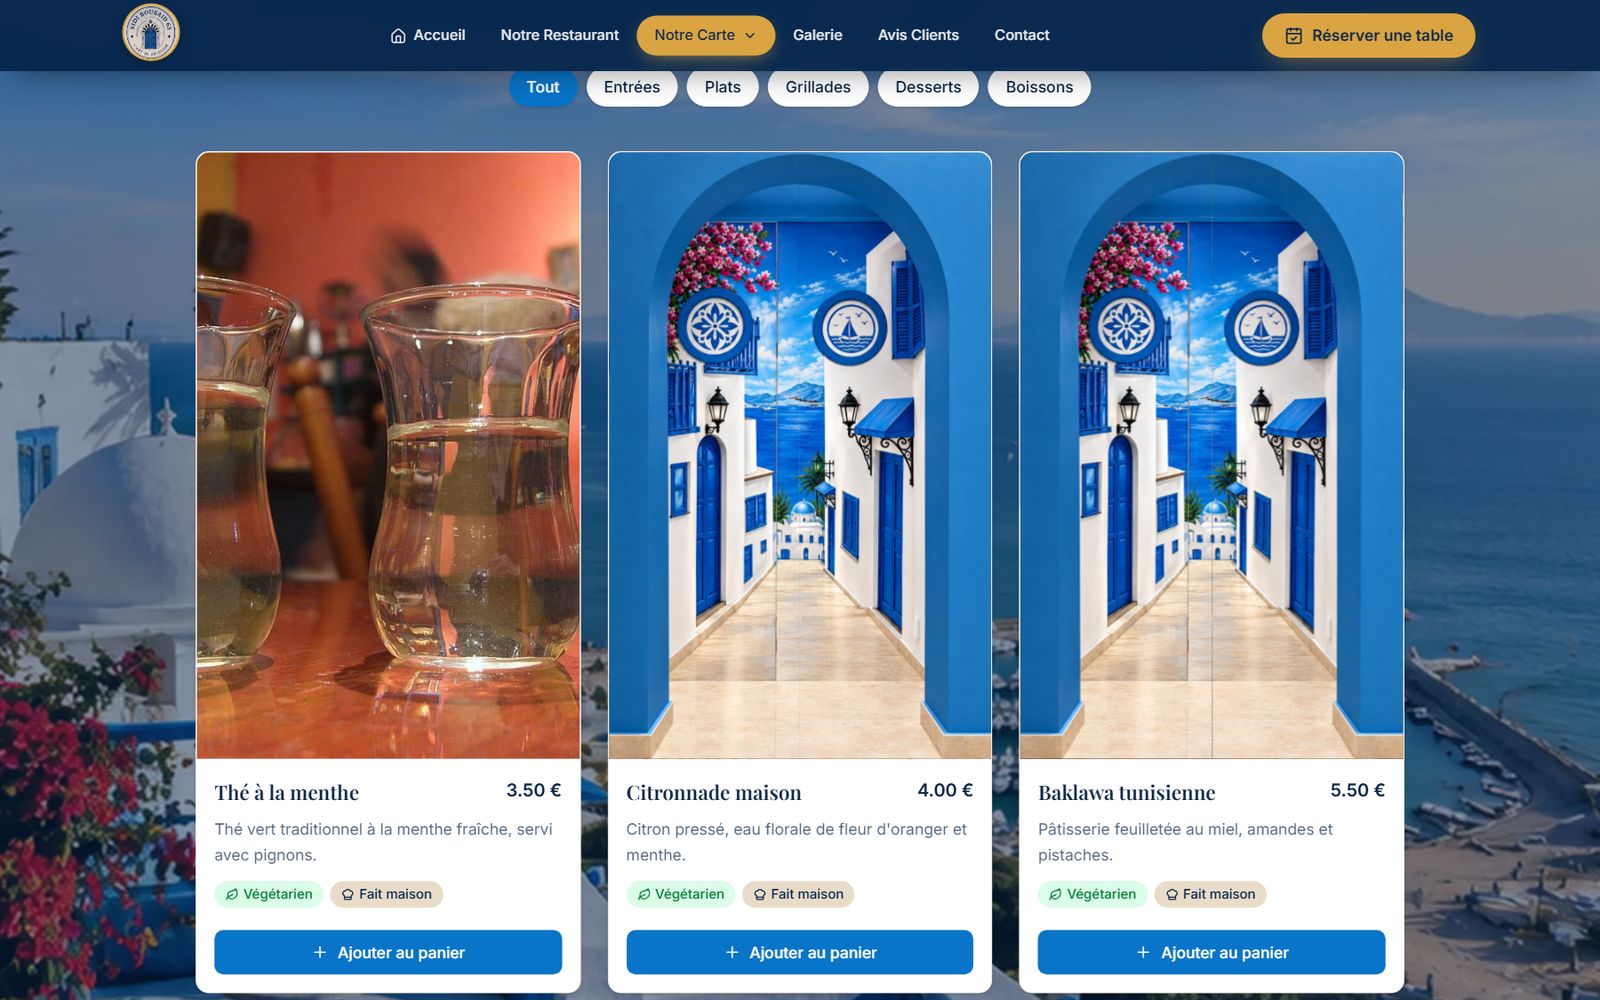 SIDI BOUSAID 63
Accueil
Notre Restaurant
Notre Carte
Galerie
Avis Clients
Contact
Réserver une table
Tout
Entrées
Plats
Grillades
Desserts
Boissons
Thé à la menthe
3.50 €
Thé vert traditionnel à la menthe fraîche, servi
avec pignons.
Végétarien
Fait maison
+ Ajouter au panier
Citronnade maison
4.00 €
Citron pressé, eau florale de fleur d'oranger et
menthe.
Végétarien
Fait maison
+ Ajouter au panier
Baklawa tunisienne
5.50 €
Pâtisserie feuilletée au miel, amandes et
pistaches.
Végétarien
Fait maison
+ Ajouter au panier